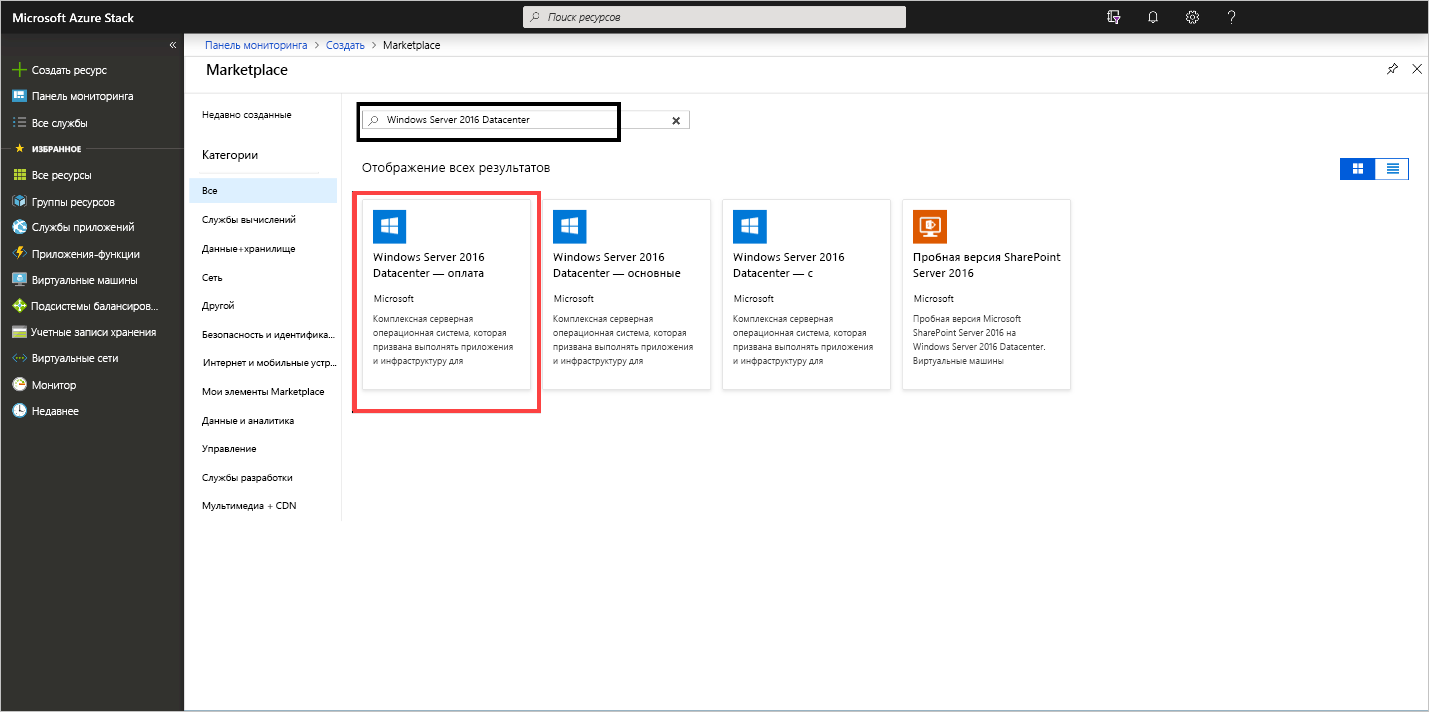 Microsoft Azure Stack
Поиск ресурсов
«
Создать ресурс
Панель мониторинга
Все службы
ИЗБРАННОЕ
Все ресурсы
Группы ресурсов
Службы приложений
Приложения-функции
Виртуальные машины
Подсистемы балансиров...
Учетные записи хранения
Виртуальные сети
Монитор
Недавнее
Панель мониторинга > Создать > Marketplace
Marketplace
Недавно созданные
Категории
Все
Службы вычислений
Данные+хранилище
Сеть
Другой
Безопасность и идентифика...
Интернет и мобильные устр...
Мои элементы Marketplace
Данные и аналитика
Управление
Службы разработки
Мультимедиа + CDN
Windows Server 2016 Datacenter
Отображение всех результатов
Windows Server 2016
Datacenter — оплата
Microsoft
Комплексная серверная
операционная система, которая
призвана выполнять приложения
и инфраструктуру для
Windows Server 2016
Datacenter — основные
Microsoft
Комплексная серверная
операционная система, которая
призвана выполнять приложения
и инфраструктуру для
Windows Server 2016
Datacenter — с
Microsoft
Комплексная серверная
операционная система, которая
призвана выполнять приложения
и инфраструктуру для
Пробная версия SharePoint
Server 2016
Microsoft
Пробная версия Microsoft
SharePoint Server 2016 на
Windows Server 2016 Datacenter.
Виртуальные машины